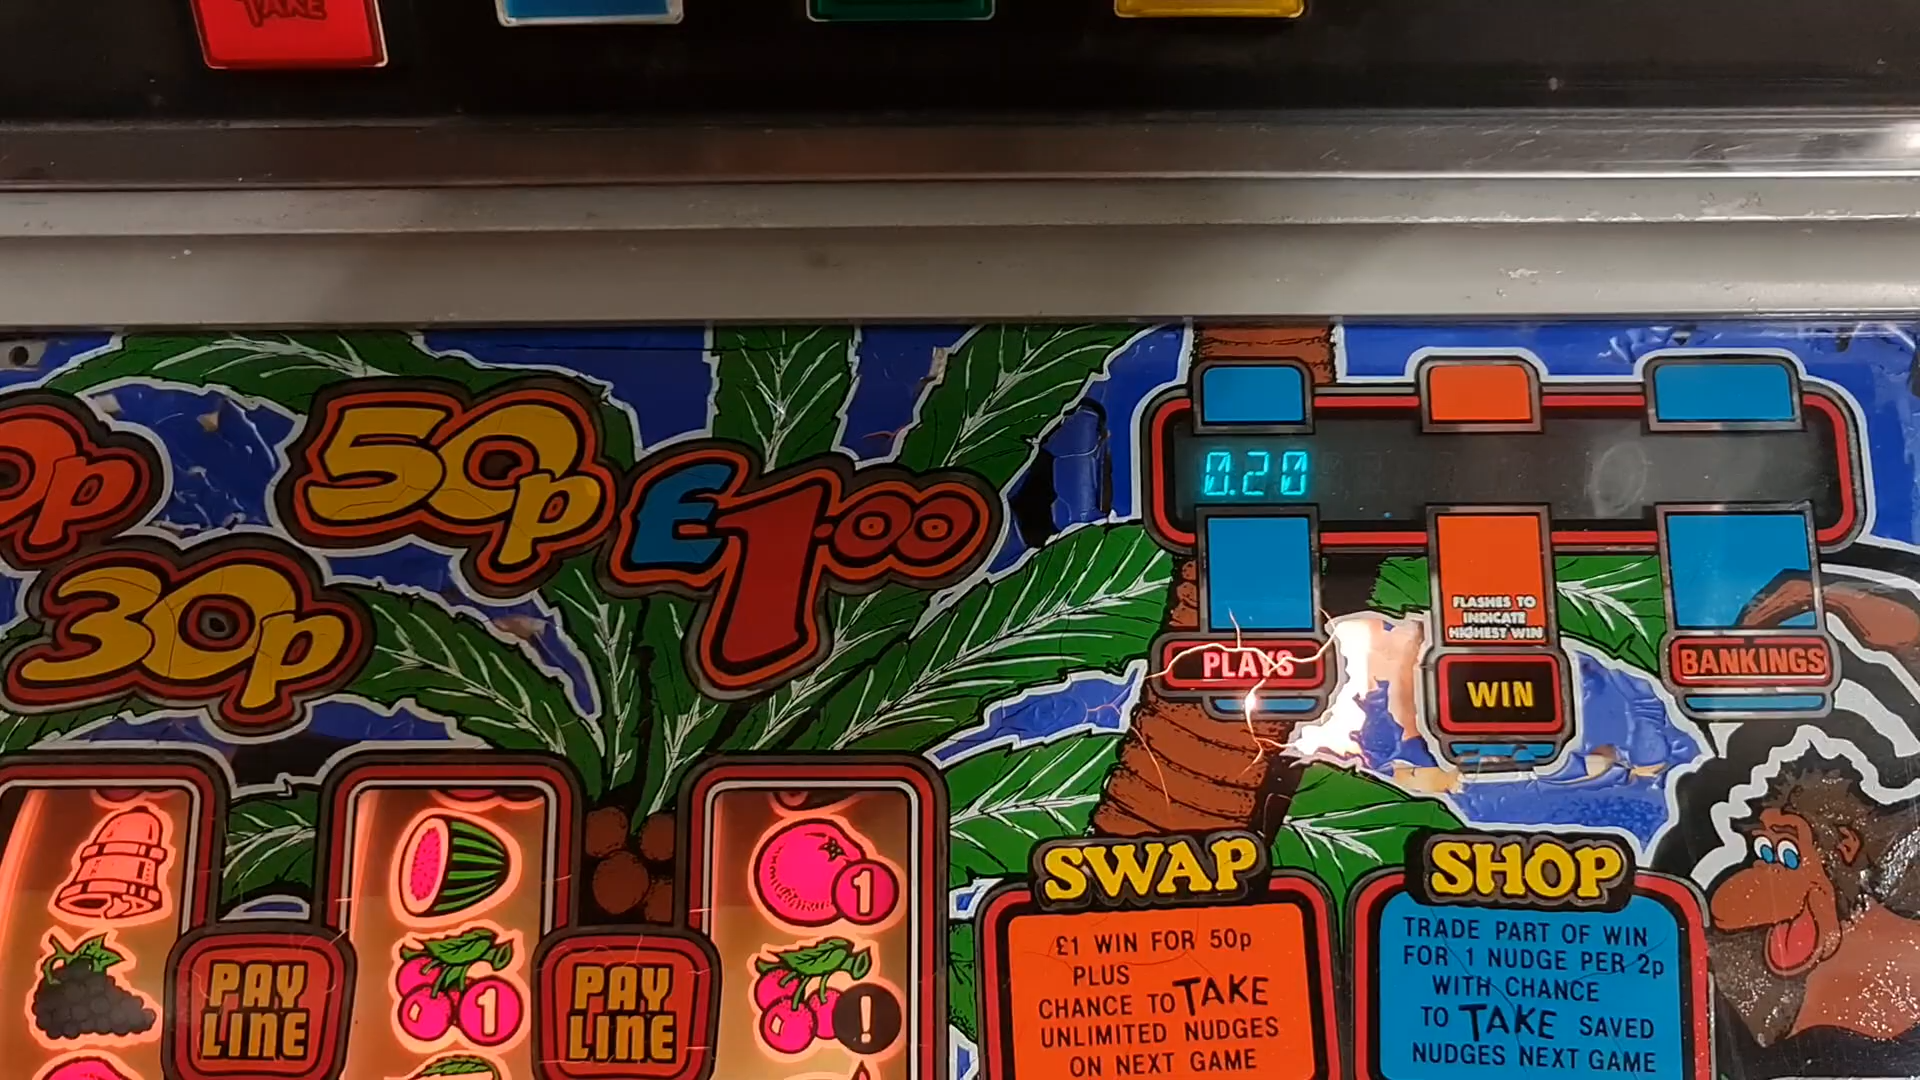 TAKE
50p
£1.00
0.20
30p
FLASHES TO
INDICATE
HIGHEST WIN
PLAYS
WIN
BANKINGS
SWAP
£1 WIN FOR 50p
PLUS
CHANCE TO TAKE
UNLIMITED NUDGES
ON NEXT GAME
SHOP
TRADE PART OF WIN
FOR 1 NUDGE PER 2p
WITH CHANCE
TO TAKE SAVED
NUDGES NEXT GAME
1
PAY
LINE
1
PAY
LINE
!